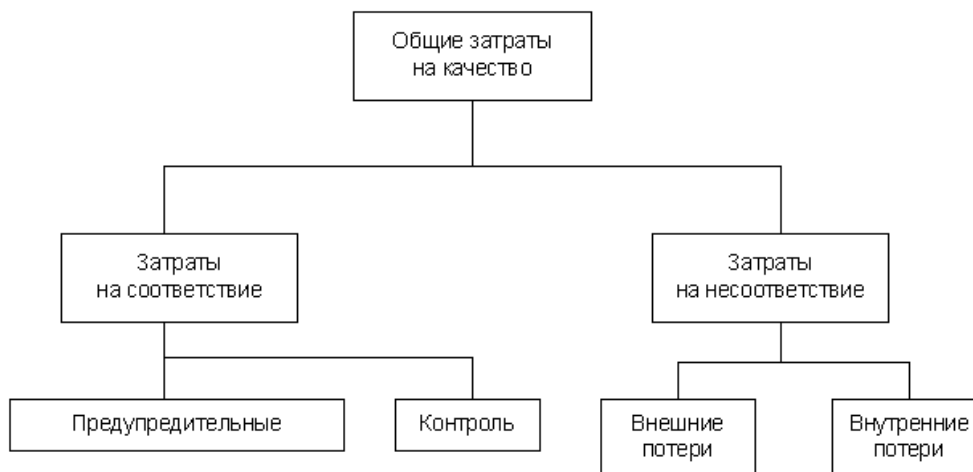 Общие затраты
на качество
Затраты
на соответствие
Затраты
на несоответствие
Предупредительные
Контроль
Внешние
потери
Внутренние
потери